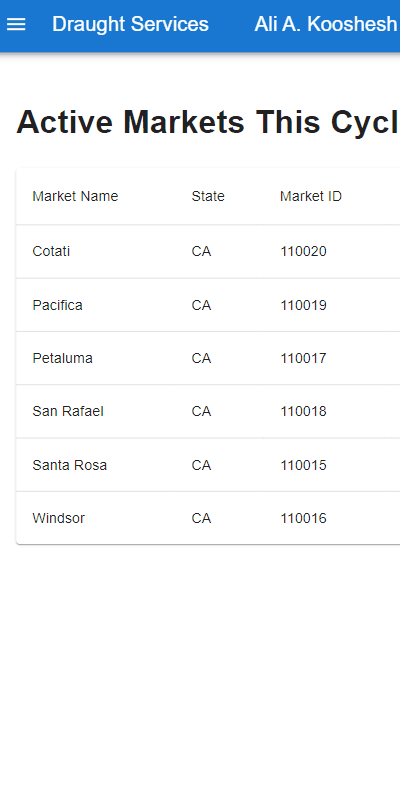 Draught Services Ali A. Kooshesh
Active Markets This Cycl
Market Name State Market ID
Cotati CA 110020
Pacifica CA 110019
Petaluma CA 110017
San Rafael CA 110018
Santa Rosa CA 110015
Windsor CA 110016